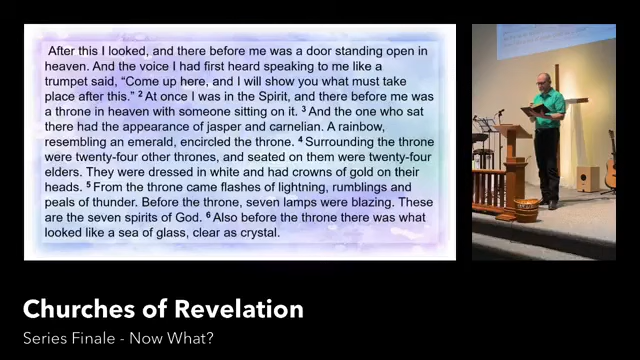 After this I looked, and there before me was a door standing open in
heaven. And the voice I had first heard speaking to me like a
trumpet said, “Come up here, and I will show you what must take
place after this.” 2 At once I was in the Spirit, and there before me was
a throne in heaven with someone sitting on it. 3 And the one who sat
there had the appearance of jasper and carnelian. A rainbow,
resembling an emerald, encircled the throne. 4 Surrounding the throne
were twenty-four other thrones, and seated on them were twenty-four
elders. They were dressed in white and had crowns of gold on their
heads. 5 From the throne came flashes of lightning, rumblings and
peals of thunder. Before the throne, seven lamps were blazing. These
are the seven spirits of God. 6 Also before the throne there was what
looked like a sea of glass, clear as crystal.
Churches of Revelation
Series Finale - Now What?